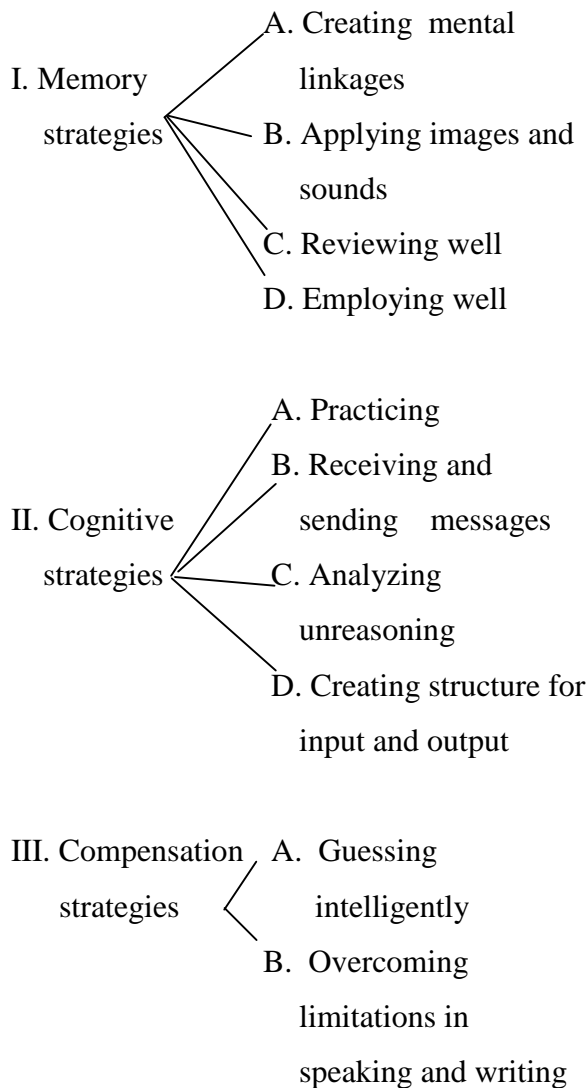 A. Creating mental
I. Memory linkages
strategies B. Applying images and
sounds
C. Reviewing well
D. Employing well
A. Practicing
B. Receiving and
II. Cognitive sending messages
strategies C. Analyzing
unreasoning
D. Creating structure for
input and output
III. Compensation A. Guessing
strategies intelligently
B. Overcoming
limitations in
speaking and writing